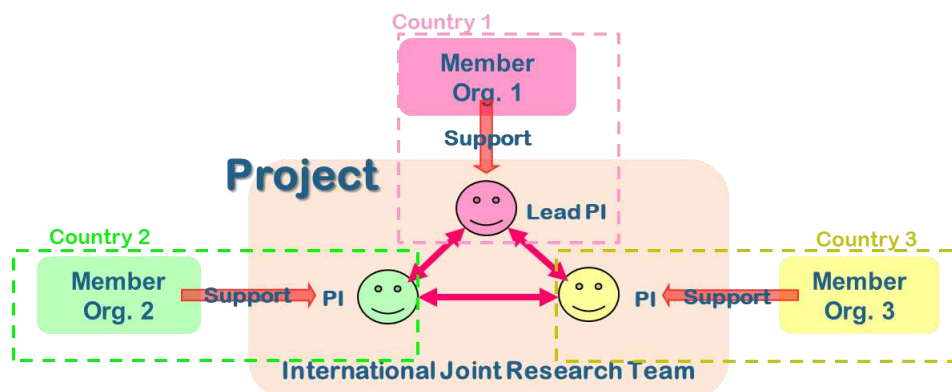 Country 1
Member
Org. 1
Support
Project
Lead PI
Country 2
Member
Org. 2
Support
PI
Country 3
PI
Support
Member
Org. 3
International Joint Research Team